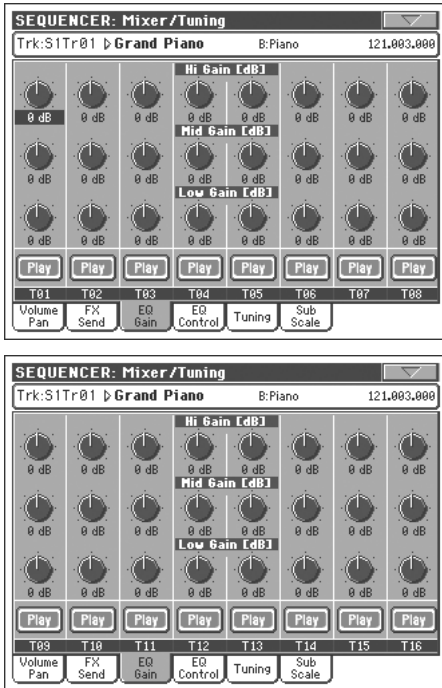 SEQUENCER: Mixer/Tuning
Trk:S1Tr01 ▷Grand Piano B:Piano 121.003.000
Hi Gain [dB]
0 dB 0 dB 0 dB 0 dB 0 dB 0 dB 0 dB 0 dB
Mid Gain [dB]
0 dB 0 dB 0 dB 0 dB 0 dB 0 dB 0 dB 0 dB
Low Gain [dB]
0 dB 0 dB 0 dB 0 dB 0 dB 0 dB 0 dB 0 dB
Play Play Play Play Play Play Play Play
T01 T02 T03 T04 T05 T06 T07 T08
Volume Pan FX Send EQ Gain EQ Control Tuning Sub Scale
SEQUENCER: Mixer/Tuning
Trk:S1Tr01 ▷Grand Piano B:Piano 121.003.000
Hi Gain [dB]
0 dB 0 dB 0 dB 0 dB 0 dB 0 dB 0 dB 0 dB
Mid Gain [dB]
0 dB 0 dB 0 dB 0 dB 0 dB 0 dB 0 dB 0 dB
Low Gain [dB]
0 dB 0 dB 0 dB 0 dB 0 dB 0 dB 0 dB 0 dB
Play Play Play Play Play Play Play Play
T09 T10 T11 T12 T13 T14 T15 T16
Volume Pan FX Send EQ Gain EQ Control Tuning Sub Scale